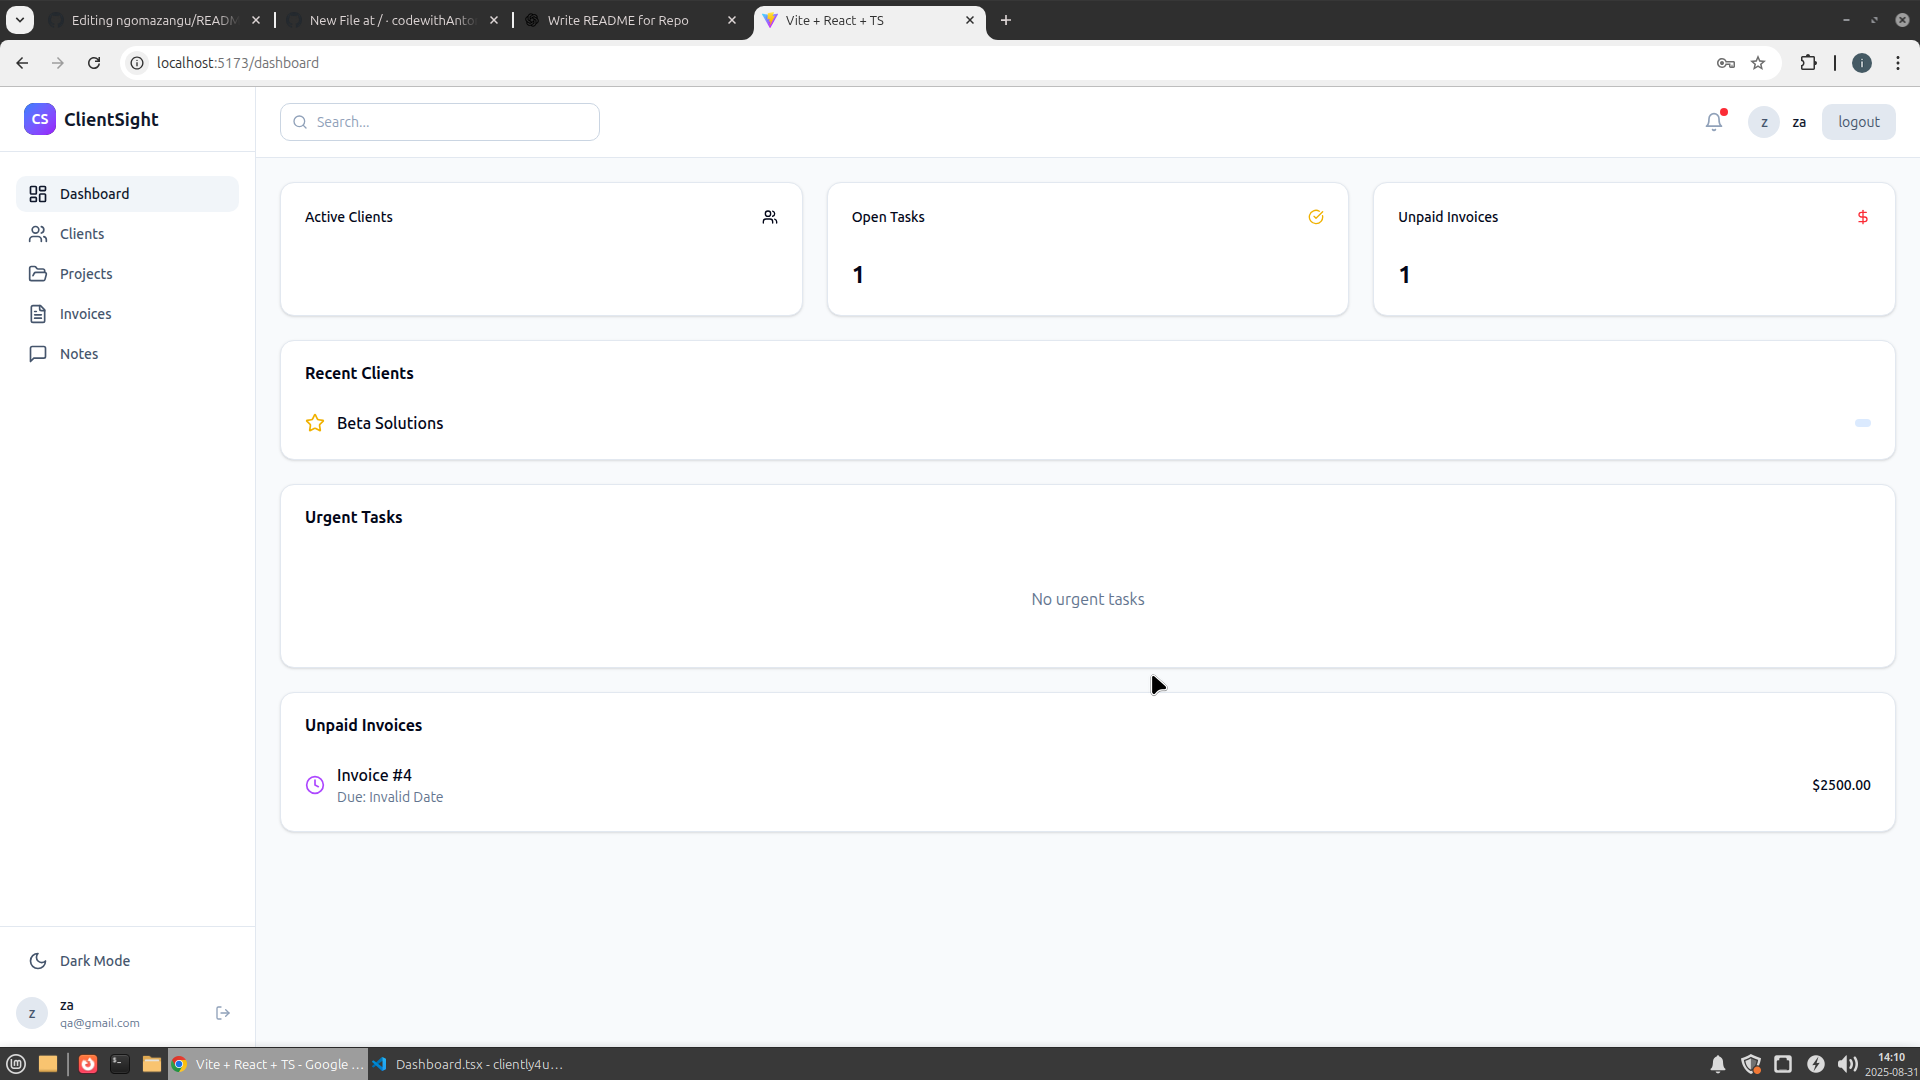 Editing ngomazangu/READM
New File at / · codewithAnto
Write README for Repo
Vite + React + TS
localhost:5173/dashboard
i
CS
ClientSight
Search...
z
za
logout
Dashboard
Clients
Projects
Invoices
Notes
Active Clients
Open Tasks
1
Unpaid Invoices
$
1
Recent Clients
Beta Solutions
Urgent Tasks
No urgent tasks
Unpaid Invoices
Invoice #4
Due: Invalid Date
$2500.00
Dark Mode
z
za
qa@gmail.com
Vite + React + TS - Google ...
Dashboard.tsx - cliently4u...
14:10
2025-08-31